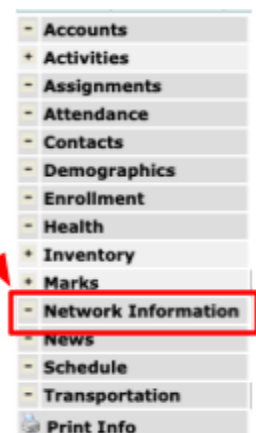 - Accounts
+ Activities
- Assignments
- Attendance
- Contacts
- Demographics
- Enrollment
- Health
+ Inventory
+ Marks
- Network Information
- News
- Schedule
- Transportation
Print Info